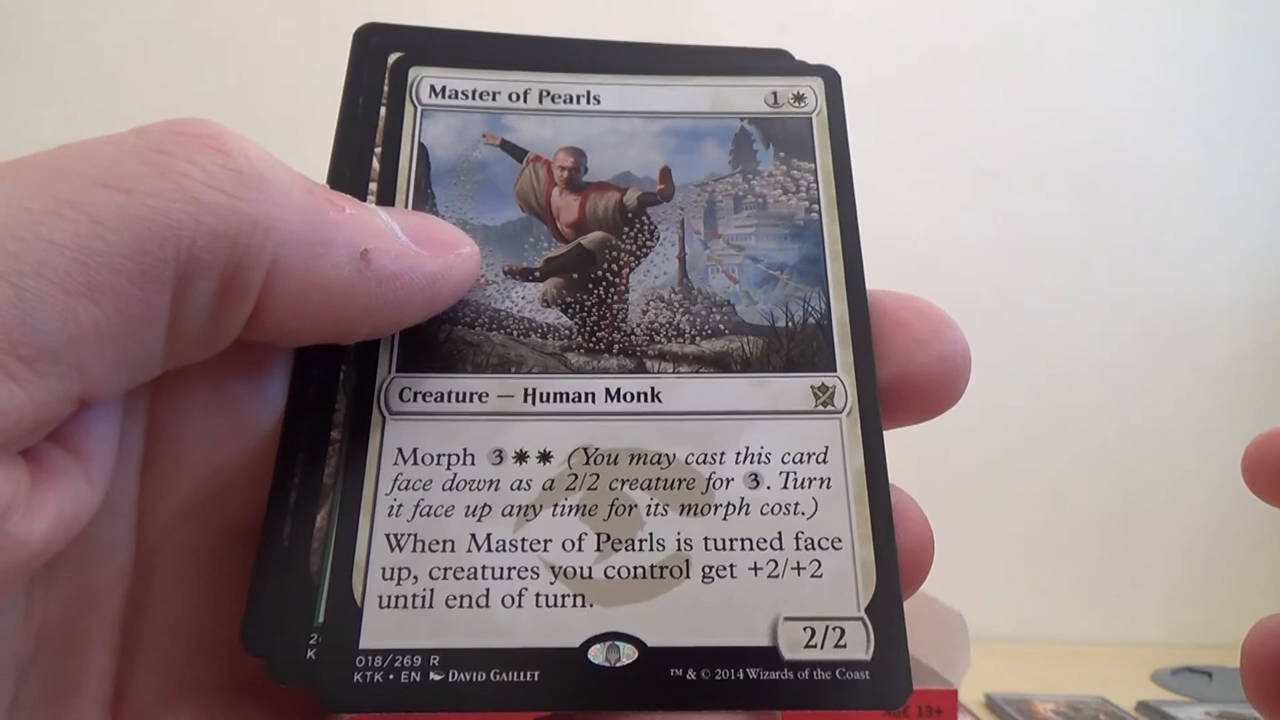 Master of Pearls 1
Creature — Human Monk
Morph 3 (You may cast this card
face down as a 2/2 creature for 3. Turn
it face up any time for its morph cost.)
When Master of Pearls is turned face
up, creatures you control get +2/+2
until end of turn.
2/2
018/269 R
KTK • EN DAVID GAILLET
™ & © 2014 Wizards of the Coast
2
K
AGE 13+